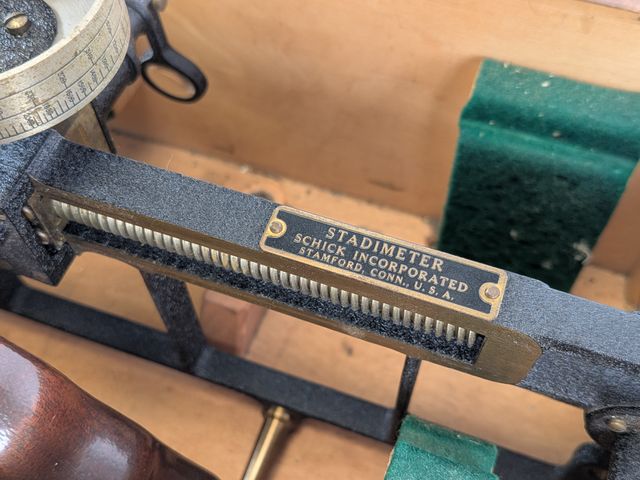 STADIMETER
SCHICK INCORPORATED
STAMFORD, CONN., U.S.A.